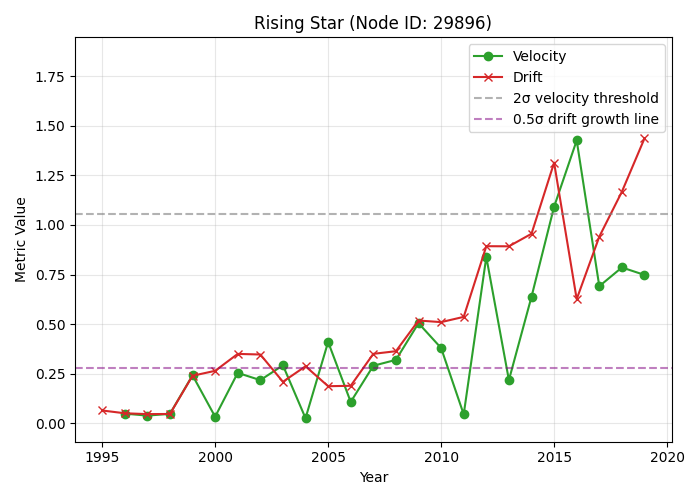 Rising Star (Node ID: 29896)
Velocity
Drift
2σ velocity threshold
0.5σ drift growth line
Metric Value
1.75
1.50
1.25
1.00
0.75
0.50
0.25
0.00
1995
2000
2005
2010
2015
2020
Year